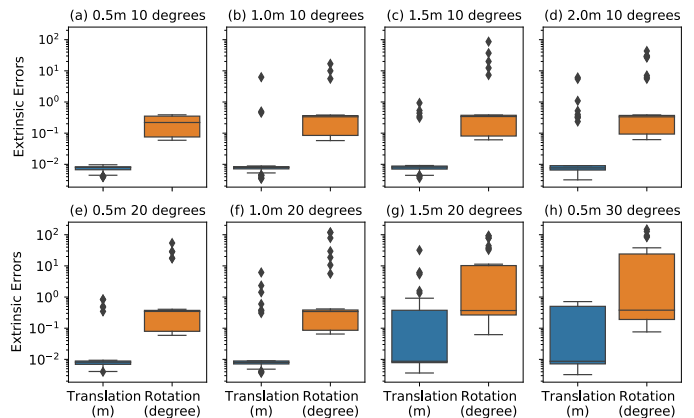 (a) 0.5m 10 degrees (b) 1.0m 10 degrees (c) 1.5m 10 degrees (d) 2.0m 10 degrees
Extrinsic Errors
10² 
10¹
10⁰
10⁻¹
10⁻²
(e) 0.5m 20 degrees (f) 1.0m 20 degrees (g) 1.5m 20 degrees (h) 0.5m 30 degrees
Extrinsic Errors
10²
10¹
10⁰
10⁻¹
10⁻²
Translation Rotation Translation Rotation Translation Rotation Translation Rotation
(m) (degree) (m) (degree) (m) (degree) (m) (degree)